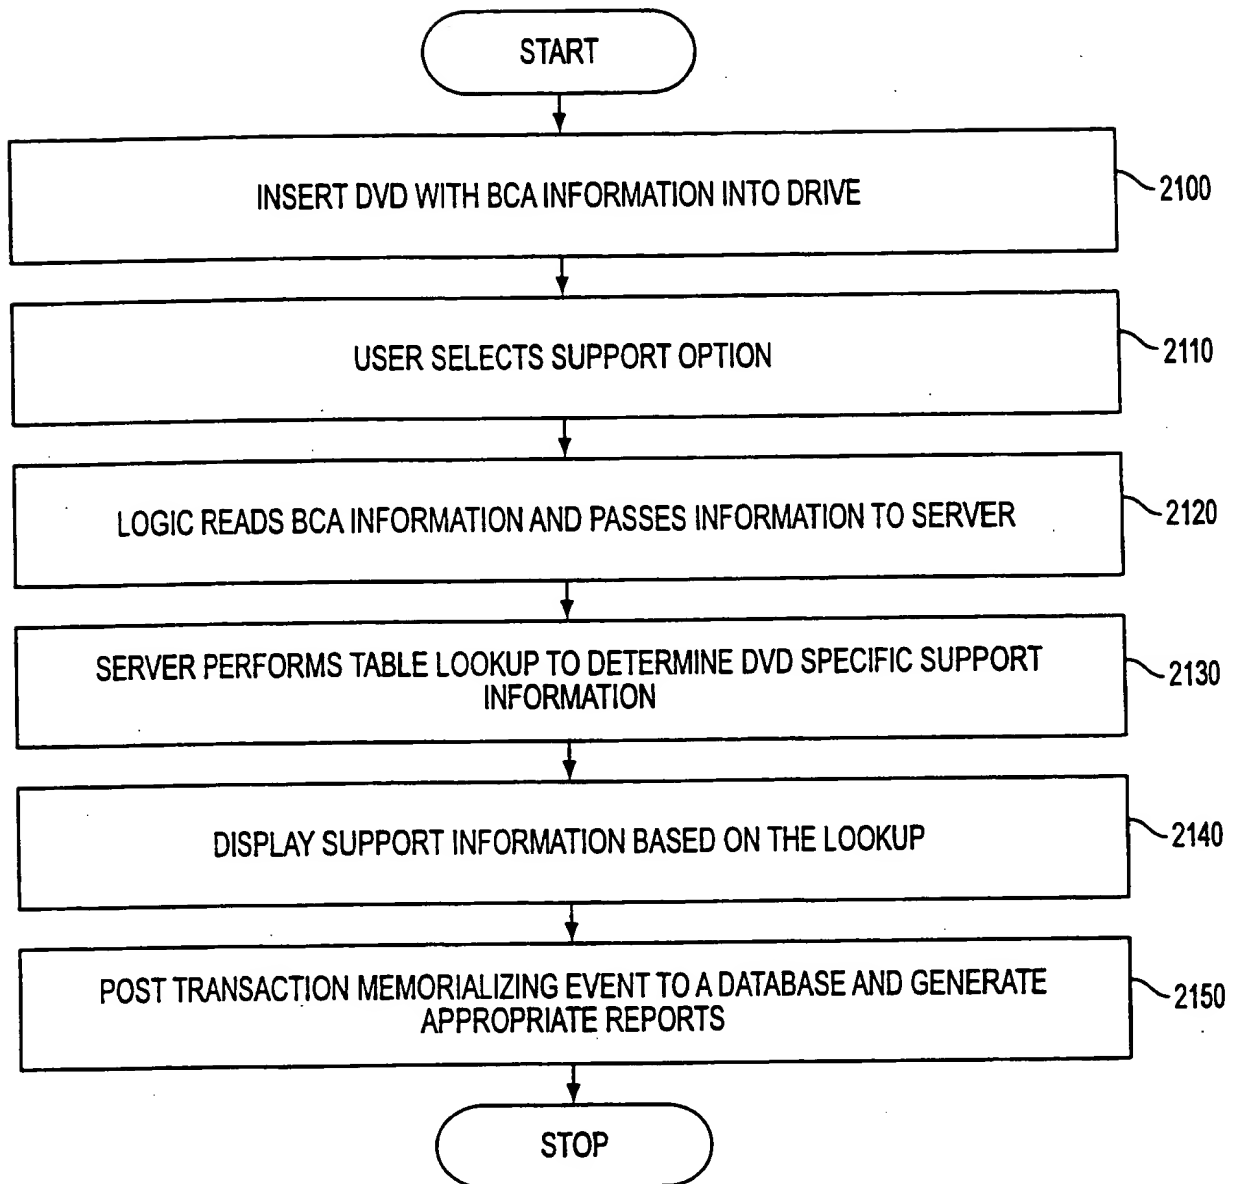 START
INSERT DVD WITH BCA INFORMATION INTO DRIVE
2100
USER SELECTS SUPPORT OPTION
2110
LOGIC READS BCA INFORMATION AND PASSES INFORMATION TO SERVER
2120
SERVER PERFORMS TABLE LOOKUP TO DETERMINE DVD SPECIFIC SUPPORT
INFORMATION
2130
DISPLAY SUPPORT INFORMATION BASED ON THE LOOKUP
2140
POST TRANSACTION MEMORIALIZING EVENT TO A DATABASE AND GENERATE
APPROPRIATE REPORTS
2150
STOP